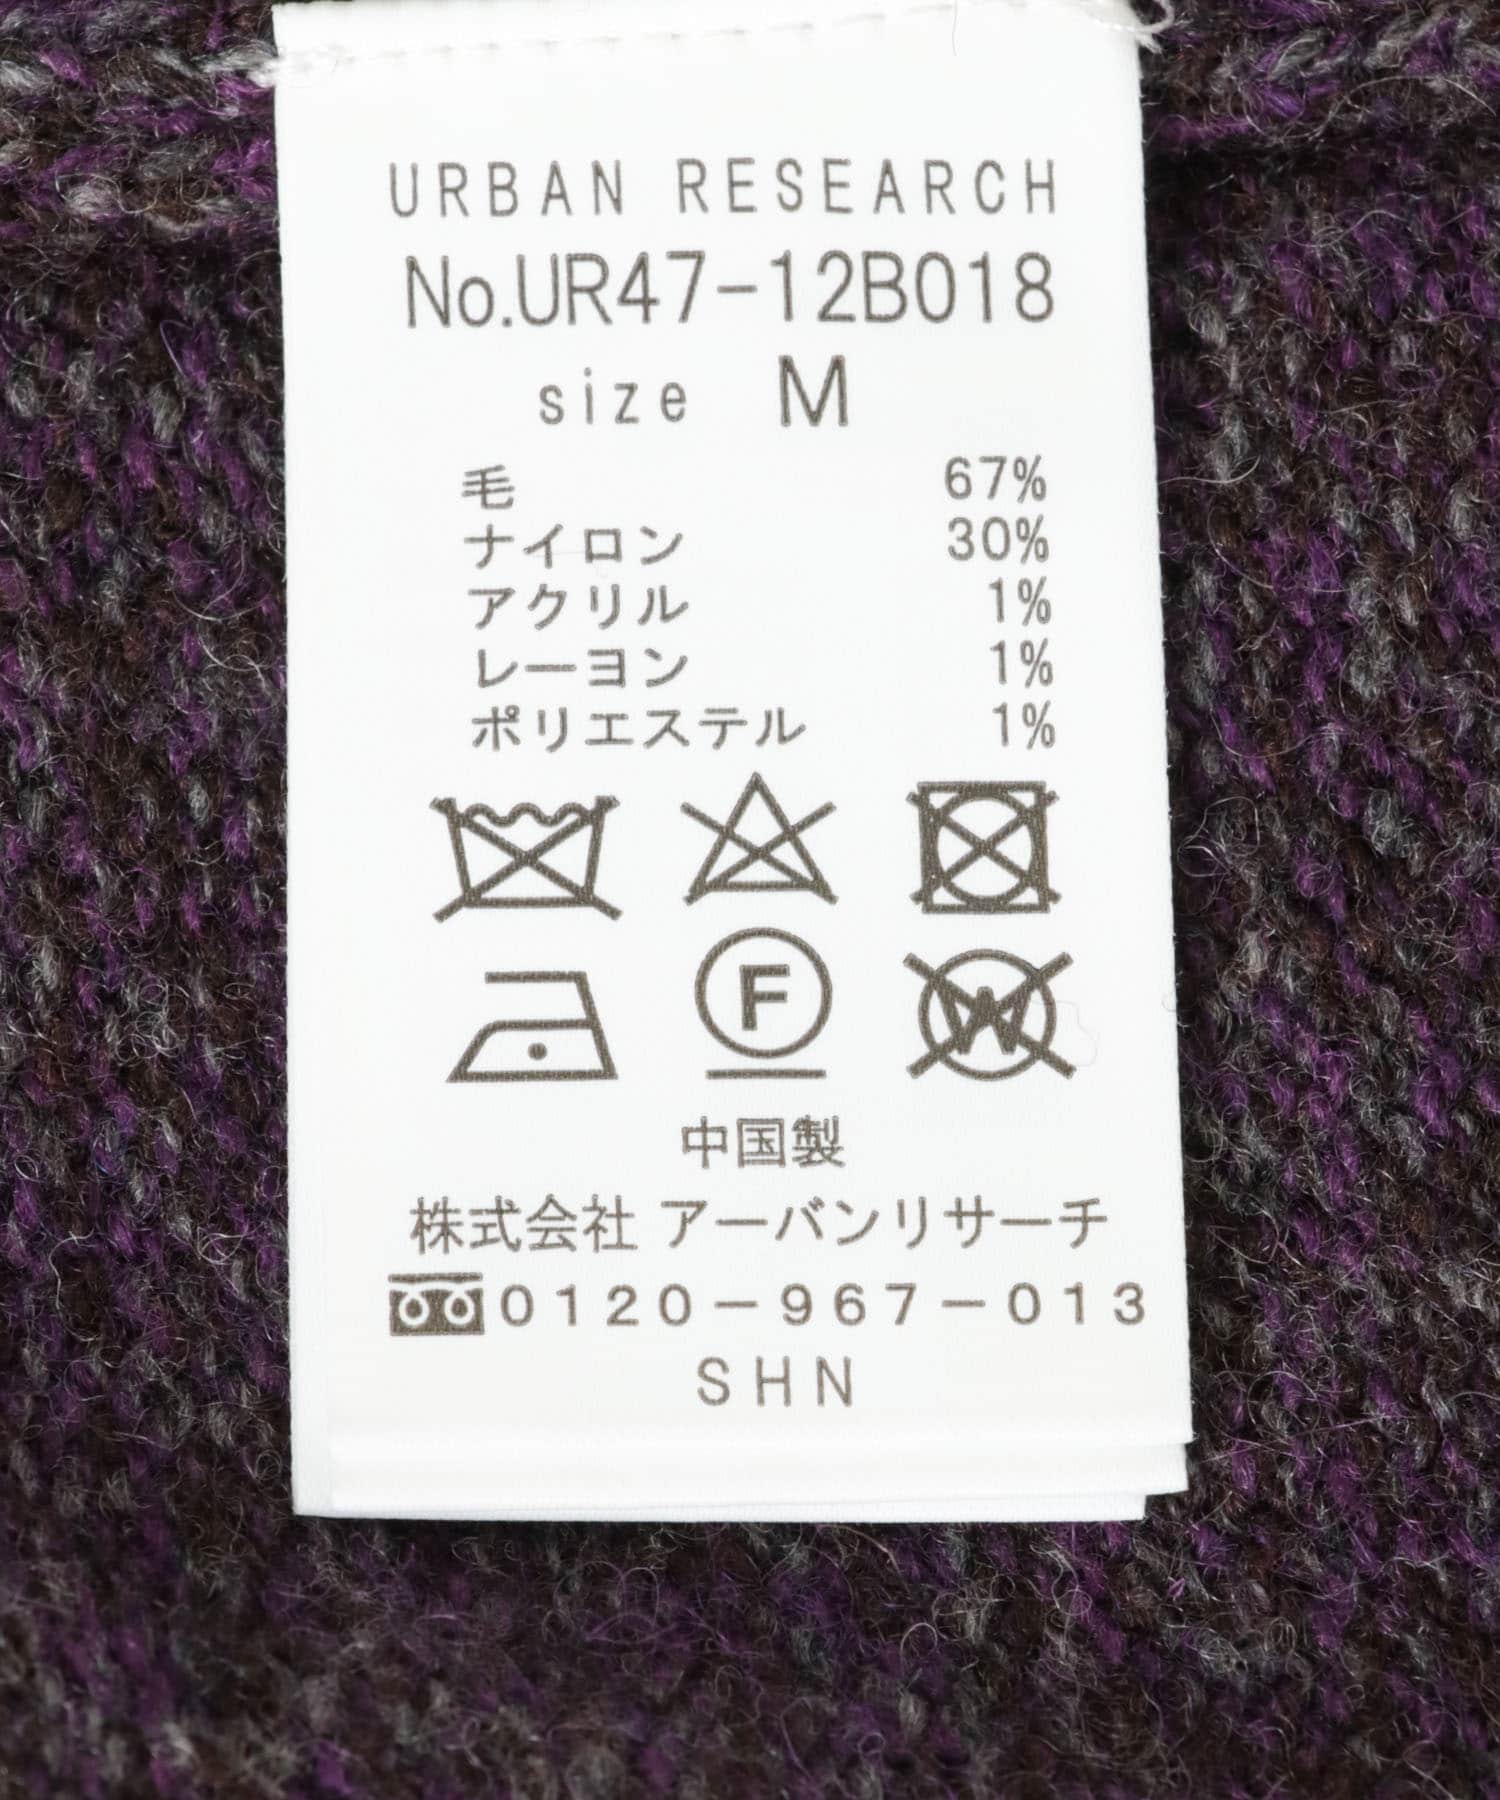 URBAN RESEARCH
No.UR47-12B018
size M
毛 67%
ナイロン 30%
アクリル 1%
レーヨン 1%
ポリエステル 1%
F W
中国製
株式会社 アーバンリサーチ
0120-967-013
SHN